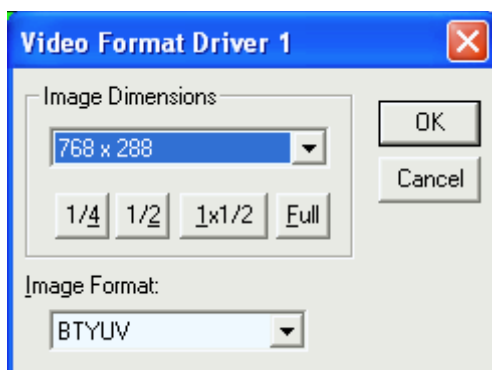 Video Format Driver 1
Image Dimensions
768 x 288
OK
Cancel
1/4 1/2 1x1/2 Full
Image Format:
BTYUV